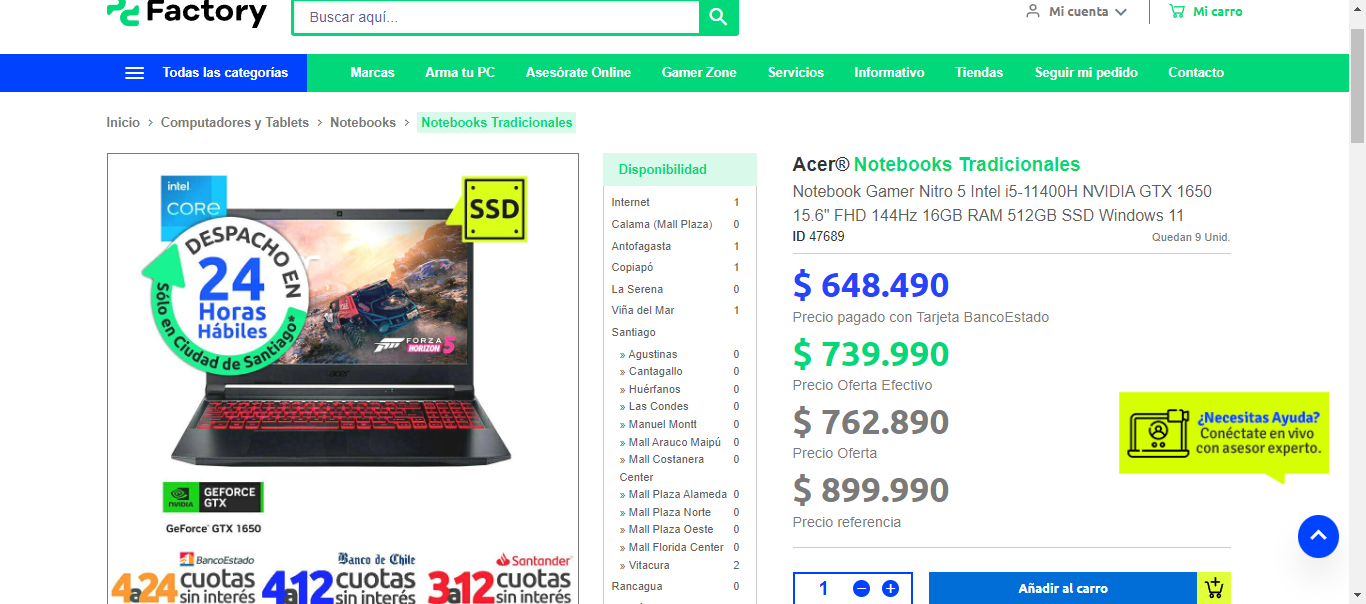 Factory
Buscar aquí...
Mi cuenta
Mi carro
Todas las categorías
Marcas
Arma tu PC
Asesórate Online
Gamer Zone
Servicios
Informativo
Tiendas
Seguir mi pedido
Contacto
Inicio > Computadores y Tablets > Notebooks > Notebooks Tradicionales
intel
CORE
SSD
DESPACHO EN
24
Horas
Hábiles
Sólo en Ciudad de Santiago*
FORZA
HORIZON 5
acer
NVIDIA
GEFORCE
GTX
GeForce® GTX 1650
BancoEstado
4a24 cuotas
sin interés
Banco de Chile
4a12 cuotas
sin interés
Santander
3a12 cuotas
sin interés
Disponibilidad
Internet 1
Calama (Mall Plaza) 0
Antofagasta 1
Copiapó 1
La Serena 0
Viña del Mar 1
Santiago
» Agustinas 0
» Cantagallo 0
» Huérfanos 0
» Las Condes 0
» Manuel Montt 0
» Mall Arauco Maipú 0
» Mall Costanera 0
Center
» Mall Plaza Alameda 0
» Mall Plaza Norte 0
» Mall Plaza Oeste 0
» Mall Florida Center 0
» Vitacura 2
Rancagua 0
Acer® Notebooks Tradicionales
Notebook Gamer Nitro 5 Intel i5-11400H NVIDIA GTX 1650
15.6" FHD 144Hz 16GB RAM 512GB SSD Windows 11
ID 47689
Quedan 9 Unid.
$ 648.490
Precio pagado con Tarjeta BancoEstado
$ 739.990
Precio Oferta Efectivo
$ 762.890
Precio Oferta
$ 899.990
Precio referencia
1
Añadir al carro
¿Necesitas Ayuda?
Conéctate en vivo
con asesor experto.